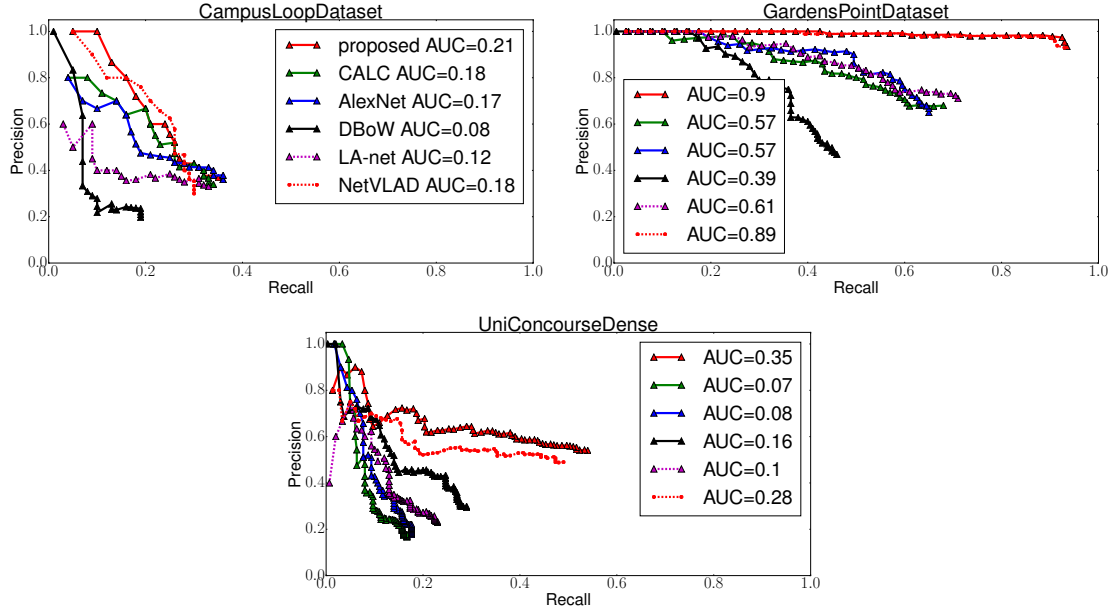 CampusLoopDataset
1.0
0.8
0.6
0.4
0.2
0.0
Precision
0.0 0.2 0.4 0.6 0.8 1.0
Recall
proposed AUC=0.21
CALC AUC=0.18
AlexNet AUC=0.17
DBoW AUC=0.08
LA-net AUC=0.12
NetVLAD AUC=0.18
GardensPointDataset
1.0
0.8
0.6
0.4
0.2
0.0
Precision
0.0 0.2 0.4 0.6 0.8 1.0
Recall
AUC=0.9
AUC=0.57
AUC=0.57
AUC=0.39
AUC=0.61
AUC=0.89
UniConcourseDense
1.0
0.8
0.6
0.4
0.2
0.0
Precision
0.0 0.2 0.4 0.6 0.8 1.0
Recall
AUC=0.35
AUC=0.07
AUC=0.08
AUC=0.16
AUC=0.1
AUC=0.28